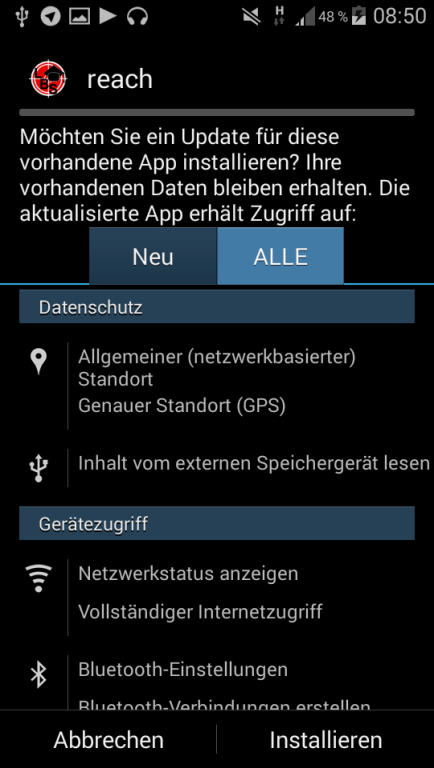 H 48 % 08:50
reach
Möchten Sie ein Update für diese
vorhandene App installieren? Ihre
vorhandenen Daten bleiben erhalten. Die
aktualisierte App erhält Zugriff auf:
Neu ALLE
Datenschutz
Allgemeiner (netzwerkbasierter)
Standort
Genauer Standort (GPS)
Inhalt vom externen Speichergerät lesen
Gerätezugriff
Netzwerkstatus anzeigen
Vollständiger Internetzugriff
Bluetooth-Einstellungen
Bluetooth-Verbindungen erstellen
Abbrechen Installieren